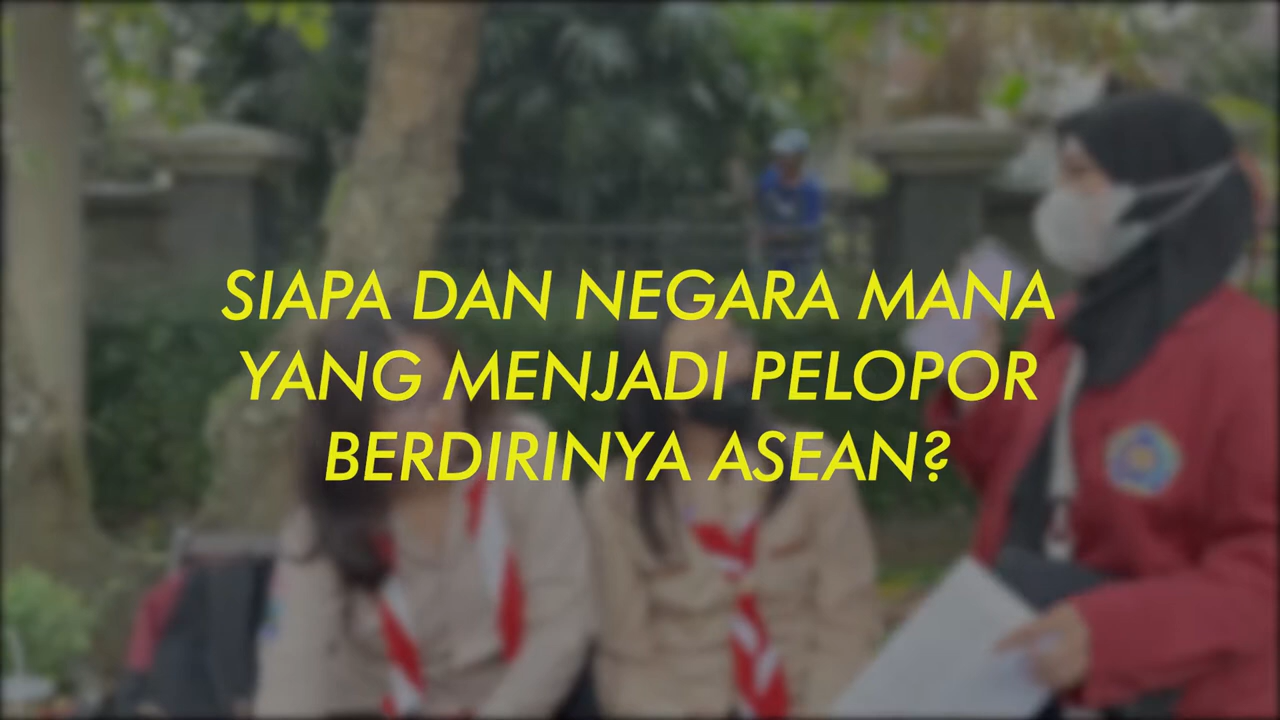 SIAPA DAN NEGARA MANA
YANG MENJADI PELOPOR
BERDIRINYA ASEAN?